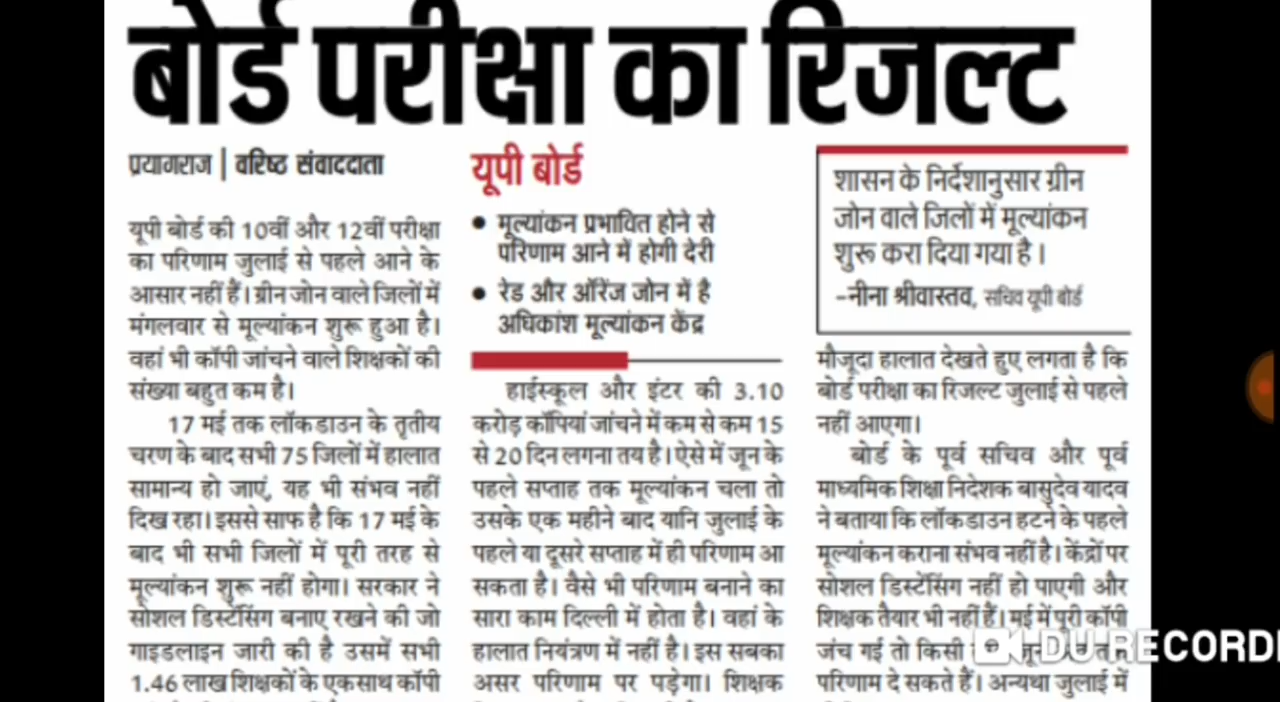 बोर्ड परीक्षा का रिजल्ट
प्रयागराज | वरिष्ठ संवाददाता
यूपी बोर्ड की 10वीं और 12वीं परीक्षा
का परिणाम जुलाई से पहले आने के
आसार नहीं हैं। ग्रीन जोन वाले जिलों में
मंगलवार से मूल्यांकन शुरू हुआ है।
वहां भी कॉपी जांचने वाले शिक्षकों की
संख्या बहुत कम है।
17 मई तक लॉकडाउन के तृतीय
चरण के बाद सभी 75 जिलों में हालात
सामान्य हो जाएं, यह भी संभव नहीं
दिख रहा। इससे साफ है कि 17 मई के
बाद भी सभी जिलों में पूरी तरह से
मूल्यांकन शुरू नहीं होगा। सरकार ने
सोशल डिस्टेंसिंग बनाए रखने की जो
गाइडलाइन जारी की है उसमें सभी
1.46 लाख शिक्षकों के एकसाथ कॉपी
यूपी बोर्ड
● मूल्यांकन प्रभावित होने से
परिणाम आने में होगी देरी
● रेड और ऑरेंज जोन में है
अधिकांश मूल्यांकन केंद्र
हाईस्कूल और इंटर की 3.10
करोड़ कॉपियां जांचने में कम से कम 15
से 20 दिन लगना तय है। ऐसे में जून के
पहले सप्ताह तक मूल्यांकन चला तो
उसके एक महीने बाद यानि जुलाई के
पहले या दूसरे सप्ताह में ही परिणाम आ
सकता है। वैसे भी परिणाम बनाने का
सारा काम दिल्ली में होता है। वहां के
हालात नियंत्रण में नहीं है। इस सबका
असर परिणाम पर पड़ेगा। शिक्षक
शासन के निर्देशानुसार ग्रीन
जोन वाले जिलों में मूल्यांकन
शुरू करा दिया गया है।
-नीना श्रीवास्तव, सचिव यूपी बोर्ड
मौजूदा हालात देखते हुए लगता है कि
बोर्ड परीक्षा का रिजल्ट जुलाई से पहले
नहीं आएगा।
बोर्ड के पूर्व सचिव और पूर्व
माध्यमिक शिक्षा निदेशक बासुदेव यादव
ने बताया कि लॉकडाउन हटने के पहले
मूल्यांकन कराना संभव नहीं है। केंद्रों पर
सोशल डिस्टेंसिंग नहीं हो पाएगी और
शिक्षक तैयार भी नहीं हैं। मई में पूरी कॉपी
जंच गई तो किसी जून
परिणाम दे सकते हैं। अन्यथा जुलाई में
DU RECORD